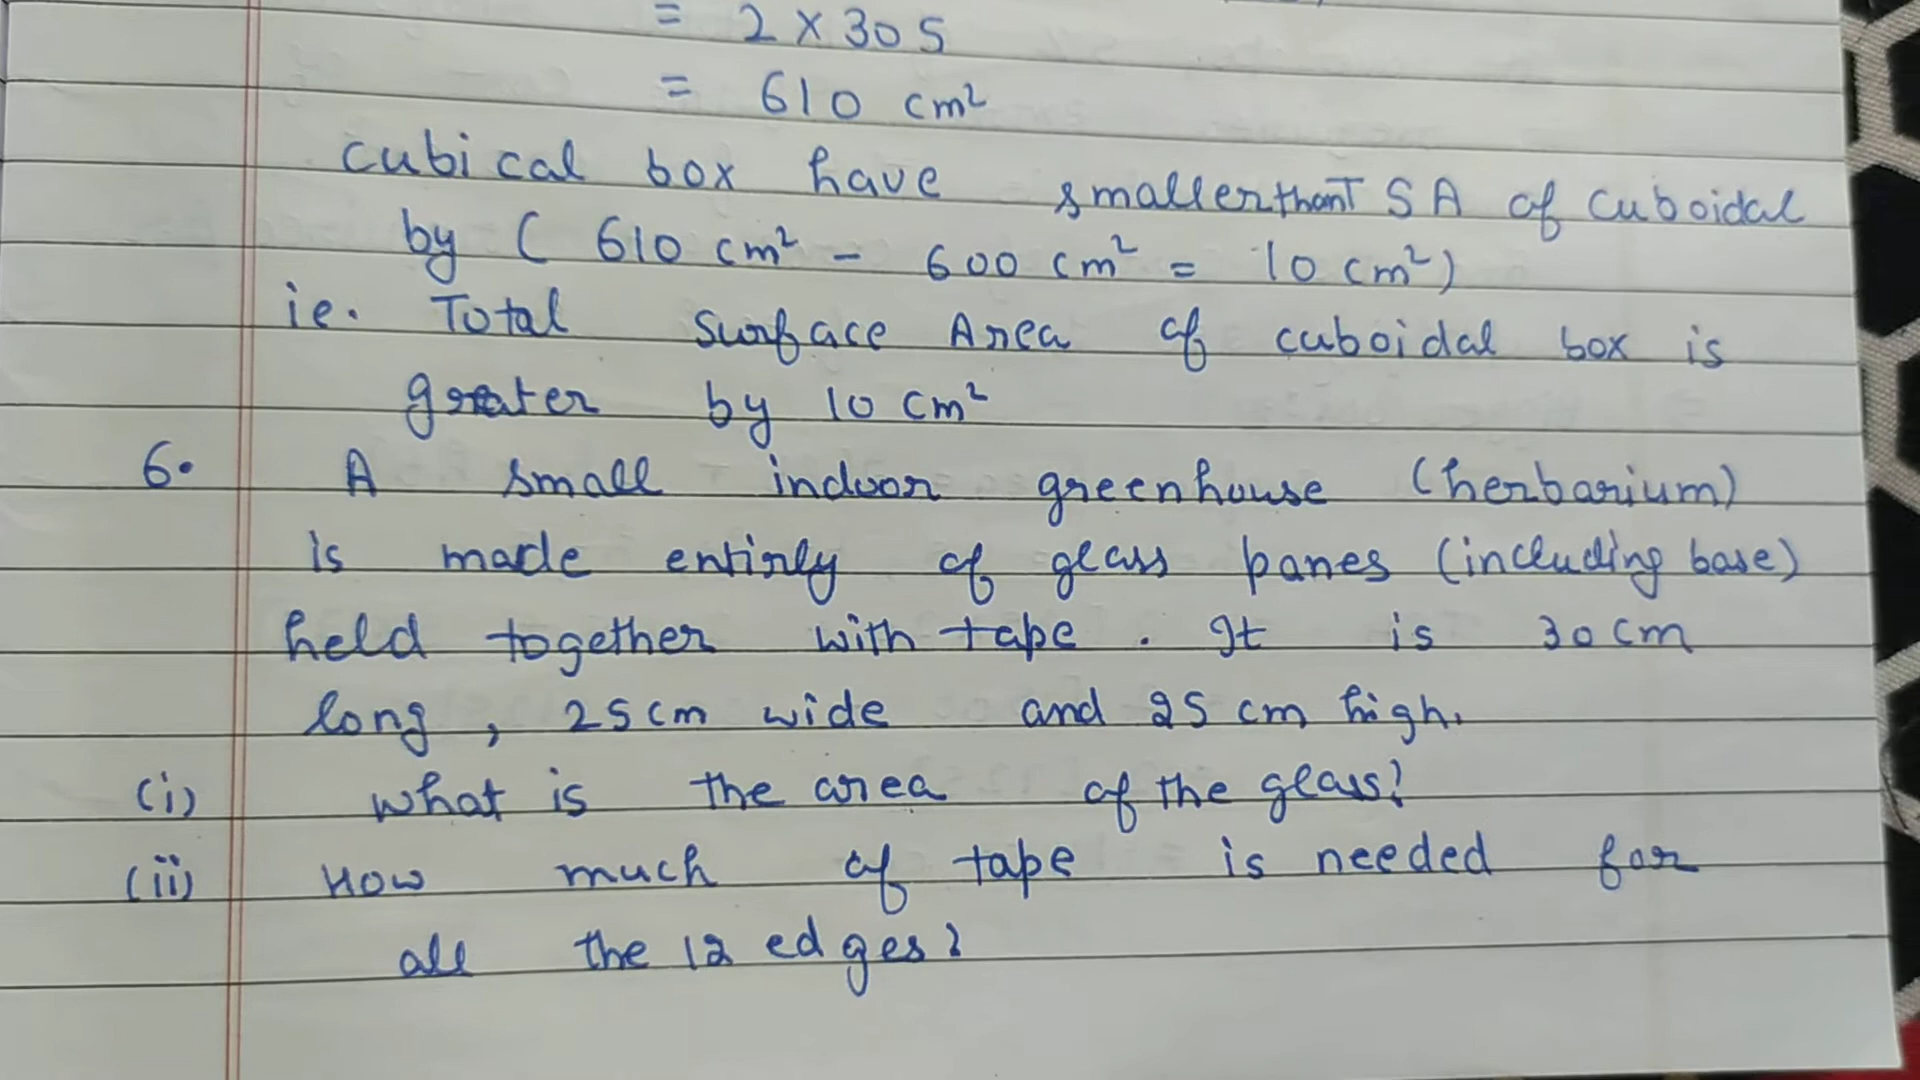 = 2 × 305
= 610 cm²
cubical box have smaller than TSA of cuboidal
by ( 610 cm² - 600 cm² = 10 cm²)
ie. Total surface Area of cuboidal box is
greater by 10 cm²
6. A small indoor greenhouse (herbarium)
is made entirly of glass panes (including base)
held together with tape. It is 30 cm
long, 25 cm wide and 25 cm high.
(i) What is the area of the glass?
(ii) How much of tape is needed for
all the 12 edges?